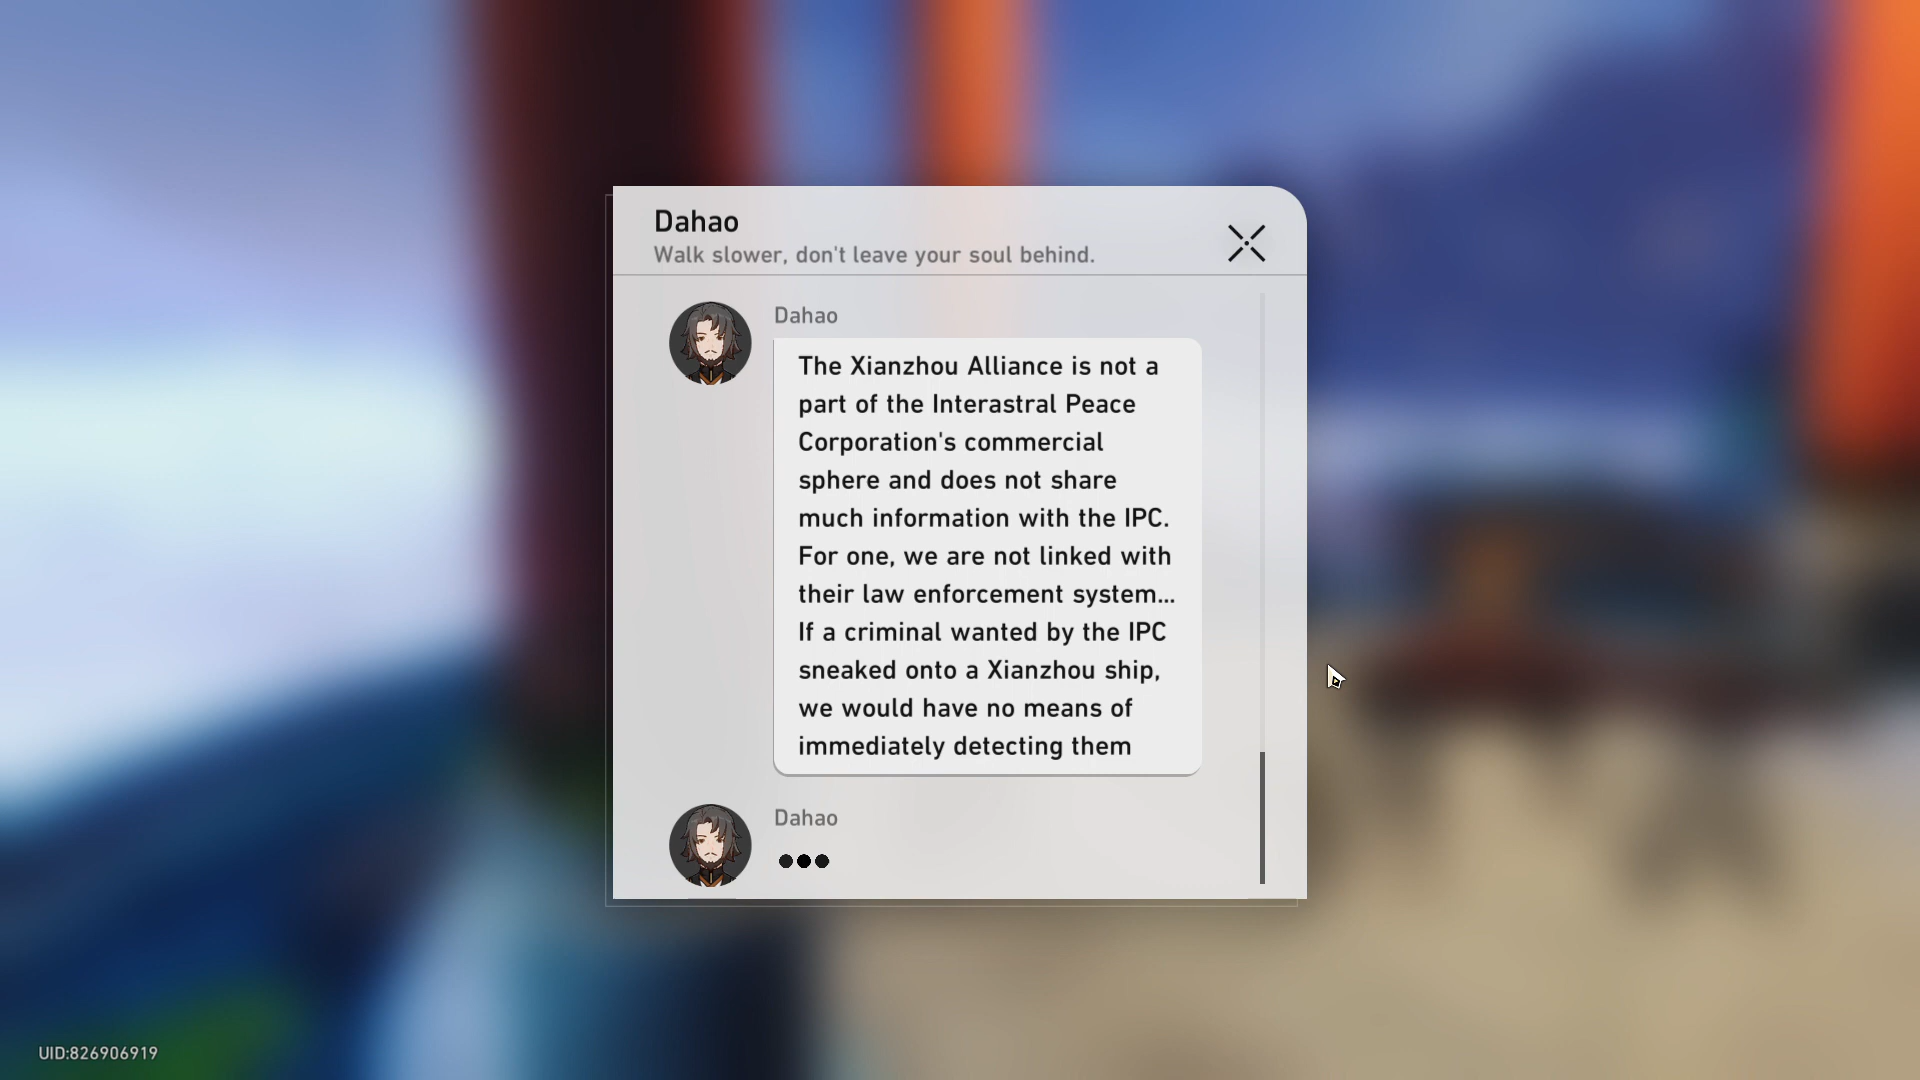 Dahao
Walk slower, don't leave your soul behind.
Dahao
The Xianzhou Alliance is not a
part of the Interastral Peace
Corporation's commercial
sphere and does not share
much information with the IPC.
For one, we are not linked with
their law enforcement system...
If a criminal wanted by the IPC
sneaked onto a Xianzhou ship,
we would have no means of
immediately detecting them
Dahao
UID:826906919